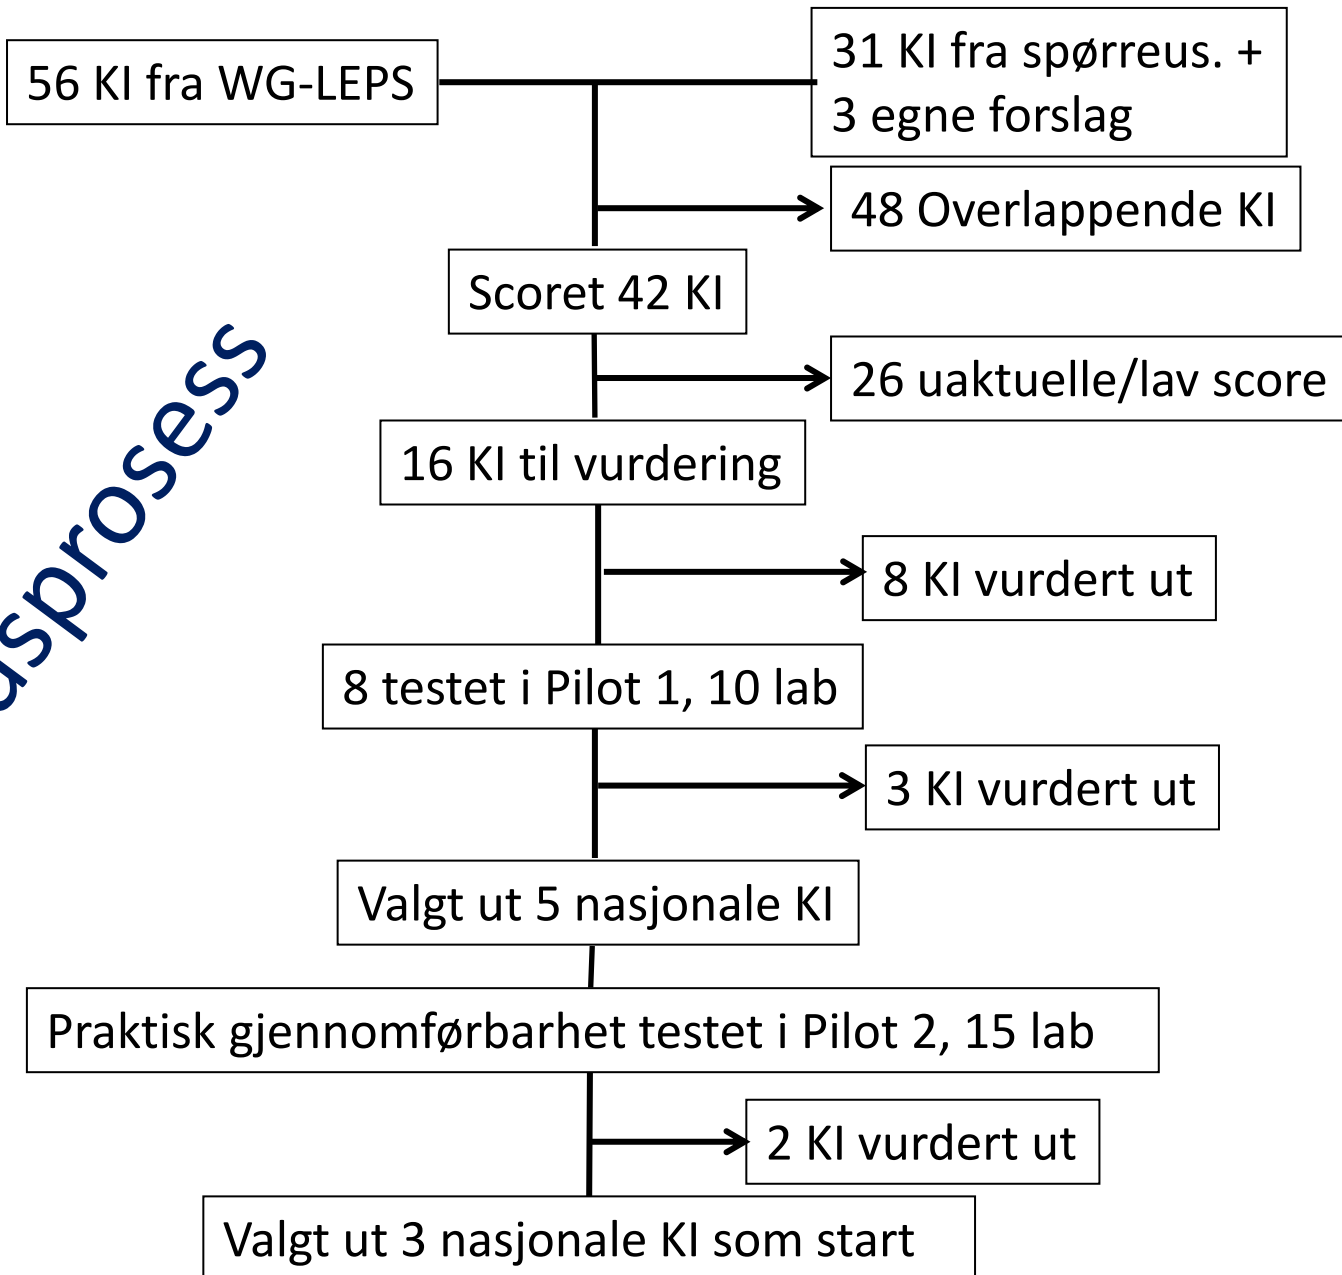 56 KI fra WG-LEPS
31 KI fra spørreus. +
3 egne forslag
48 Overlappende KI
Scoret 42 KI
26 uaktuelle/lav score
16 KI til vurdering
8 KI vurdert ut
8 testet i Pilot 1, 10 lab
3 KI vurdert ut
Valgt ut 5 nasjonale KI
Praktisk gjennomførbarhet testet i Pilot 2, 15 lab
2 KI vurdert ut
Valgt ut 3 nasjonale KI som start